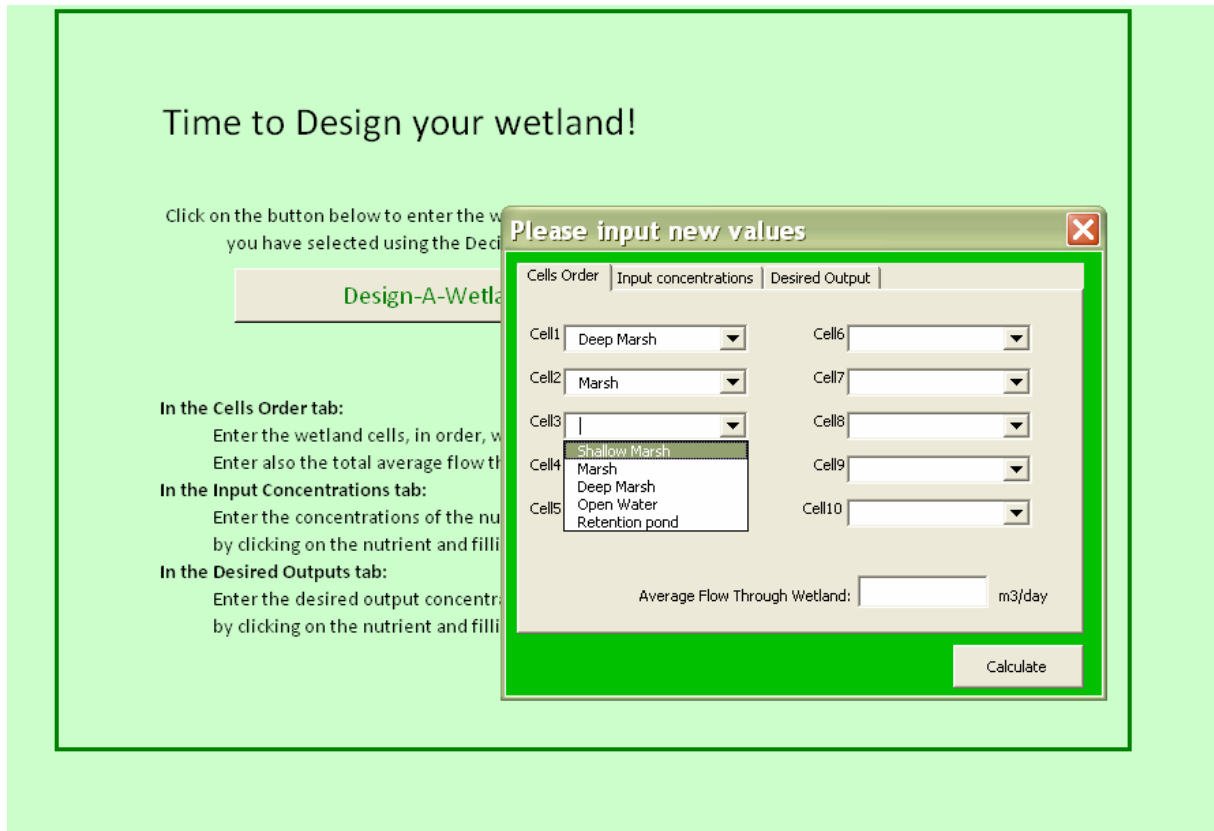 Time to Design your wetland!
Click on the button below to enter the w
you have selected using the Deci
Design-A-Wetla
In the Cells Order tab:
Enter the wetland cells, in order, w
Enter also the total average flow th
In the Input Concentrations tab:
Enter the concentrations of the nu
by clicking on the nutrient and filli
In the Desired Outputs tab:
Enter the desired output concentra
by clicking on the nutrient and filli
Please input new values
Cells Order Input concentrations Desired Output
Cell1 Deep Marsh Cell6
Cell2 Marsh Cell7
Cell3 Cell8
Shallow Marsh
Marsh
Deep Marsh
Open Water
Retention pond
Cell4 Cell9
Cell5 Cell10
Average Flow Through Wetland: m3/day
Calculate